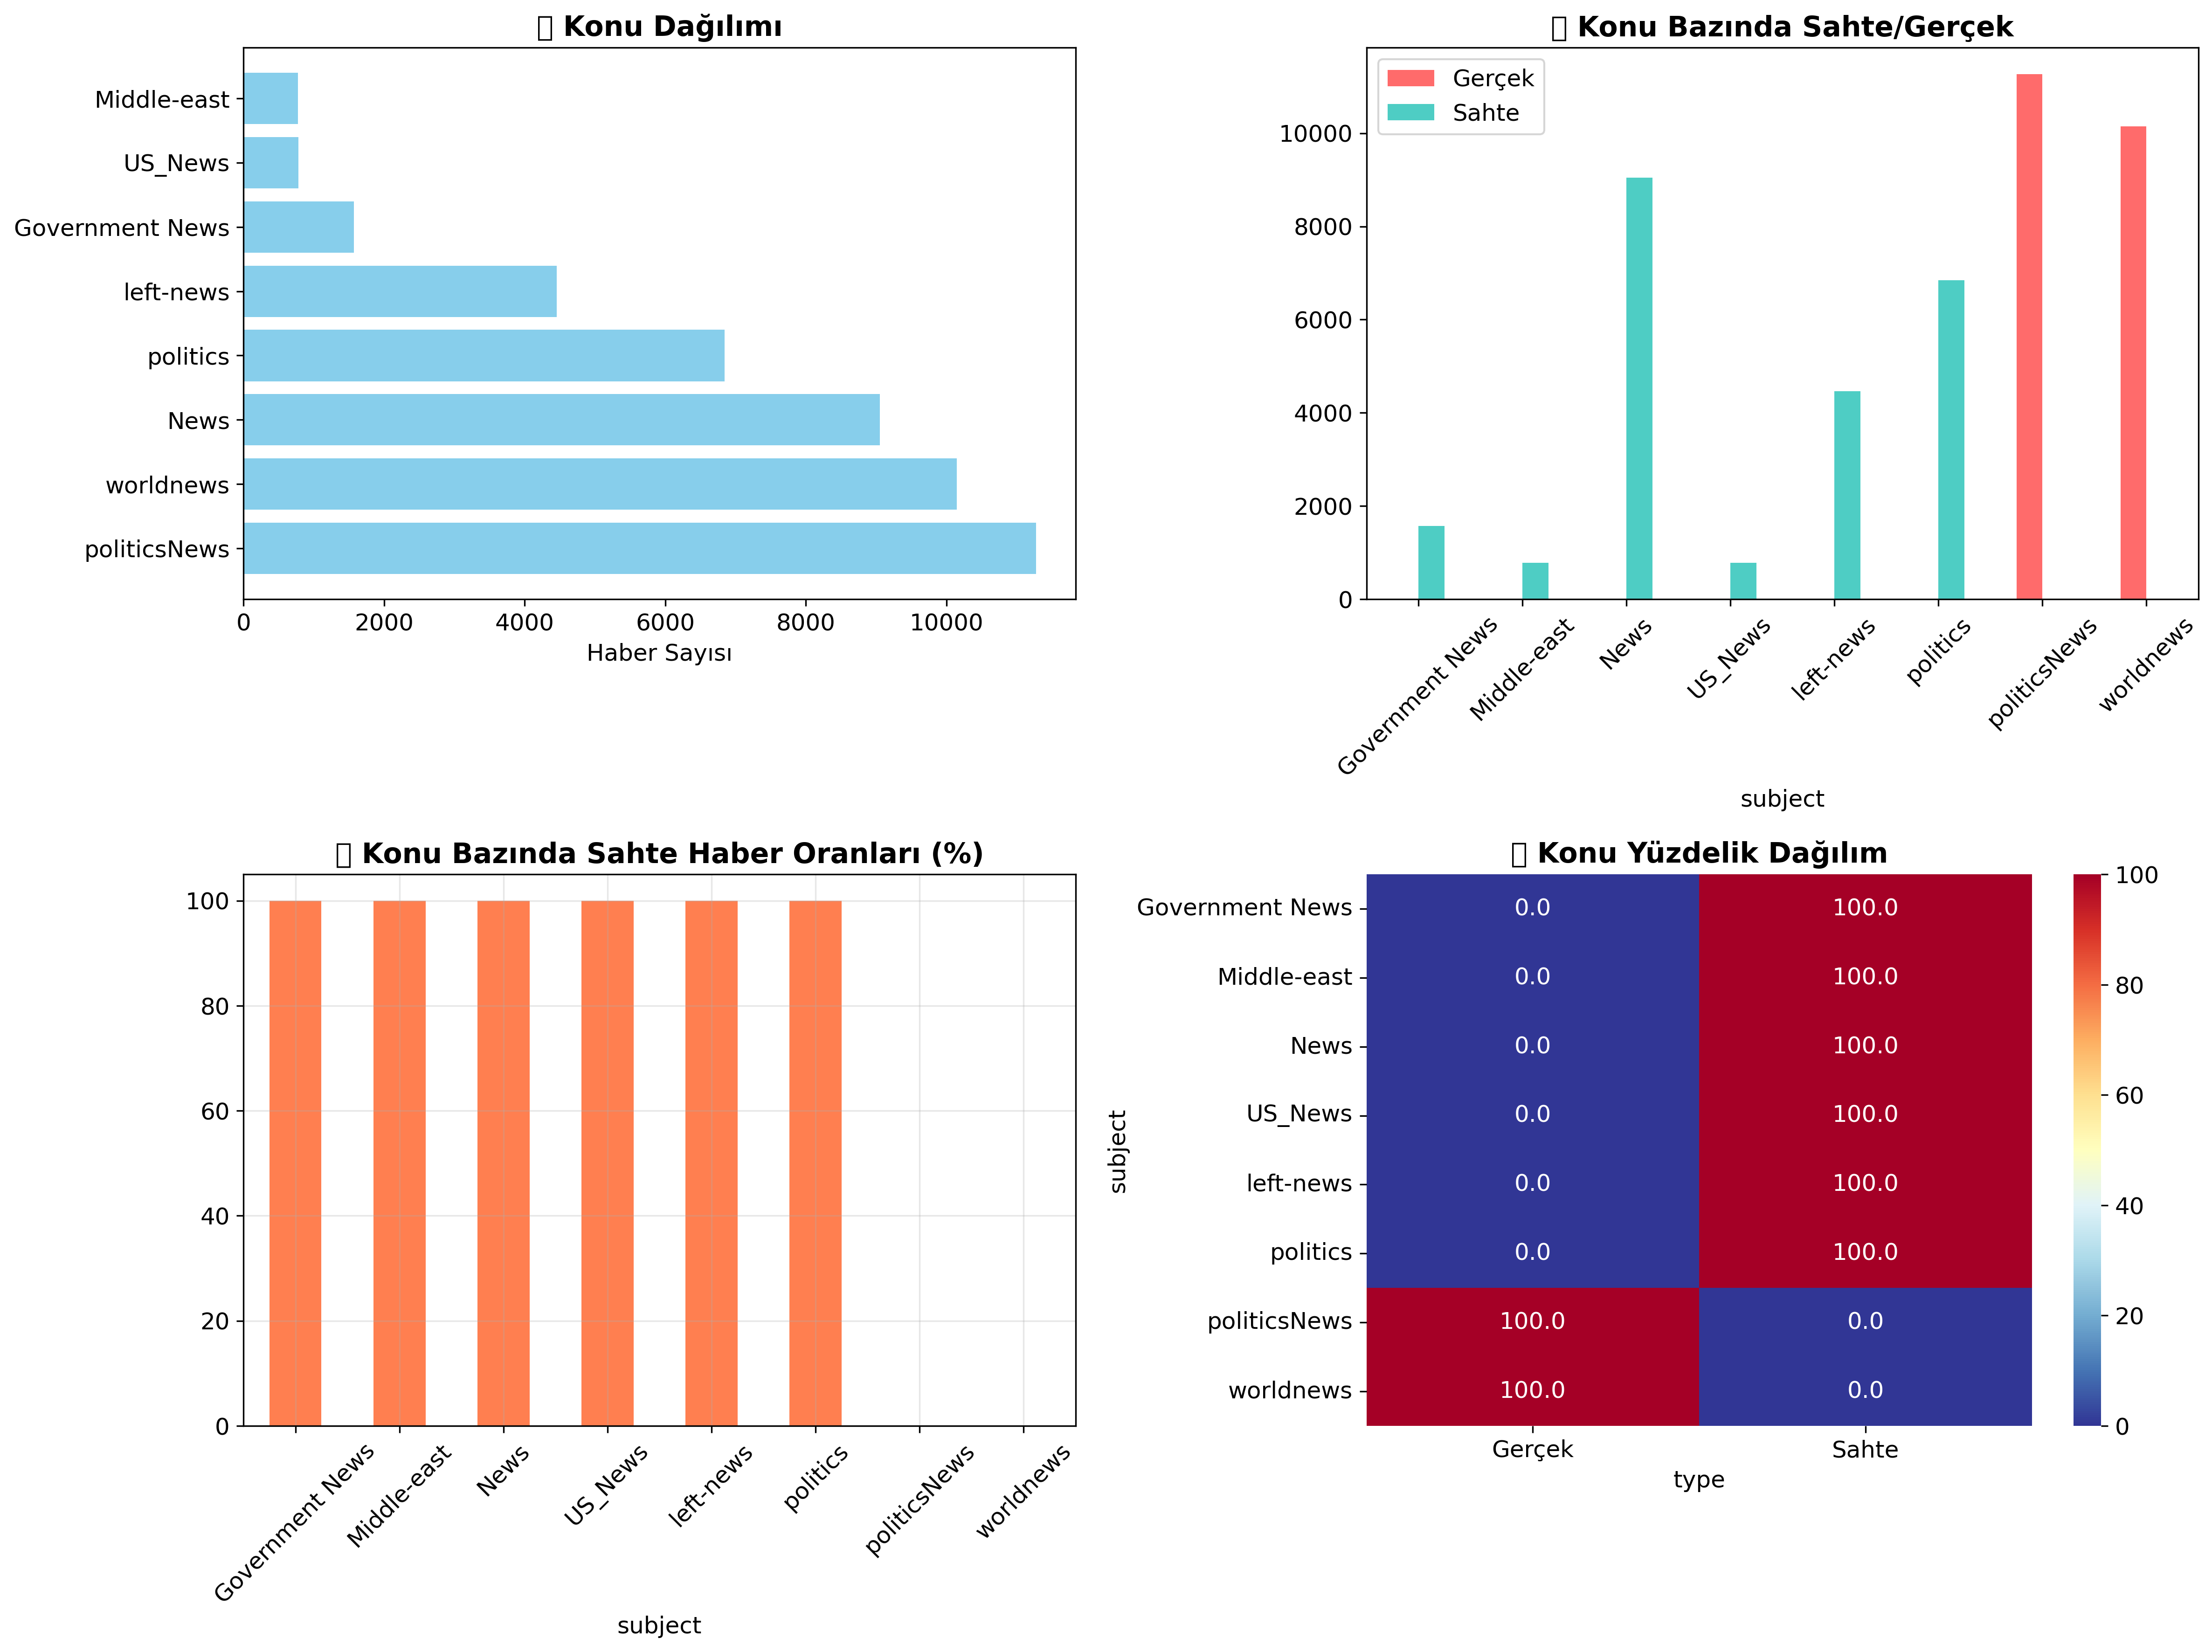 ▯ Konu Dağılımı
Middle-east
US_News
Government News
left-news
politics
News
worldnews
politicsNews
0 2000 4000 6000 8000 10000
Haber Sayısı
▯ Konu Bazında Sahte/Gerçek
Gerçek
Sahte
10000
8000
6000
4000
2000
0
Government News
Middle-east
News
US_News
left-news
politics
politicsNews
worldnews
subject
▯ Konu Bazında Sahte Haber Oranları (%)
100
80
60
40
20
0
Government News
Middle-east
News
US_News
left-news
politics
politicsNews
worldnews
subject
▯ Konu Yüzdelik Dağılım
subject
Government News 0.0 100.0
Middle-east 0.0 100.0
News 0.0 100.0
US_News 0.0 100.0
left-news 0.0 100.0
politics 0.0 100.0
politicsNews 100.0 0.0
worldnews 100.0 0.0
Gerçek Sahte
type
100
80
60
40
20
0